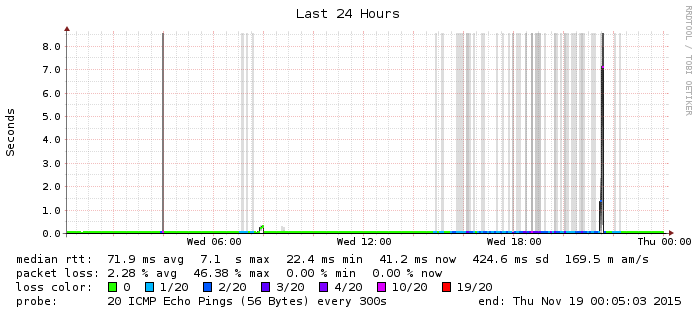 Last 24 Hours
RRDTOOL / TOBI OETIKER
Seconds
8.0
7.0
6.0
5.0
4.0
3.0
2.0
1.0
0.0
Wed 06:00 Wed 12:00 Wed 18:00 Thu 00:00
median rtt: 71.9 ms avg 7.1 s max 22.4 ms min 41.2 ms now 424.6 ms sd 169.5 m am/s
packet loss: 2.28 % avg 46.38 % max 0.00 % min 0.00 % now
loss color: 0 1/20 2/20 3/20 4/20 10/20 19/20
probe: 20 ICMP Echo Pings (56 Bytes) every 300s end: Thu Nov 19 00:05:03 2015